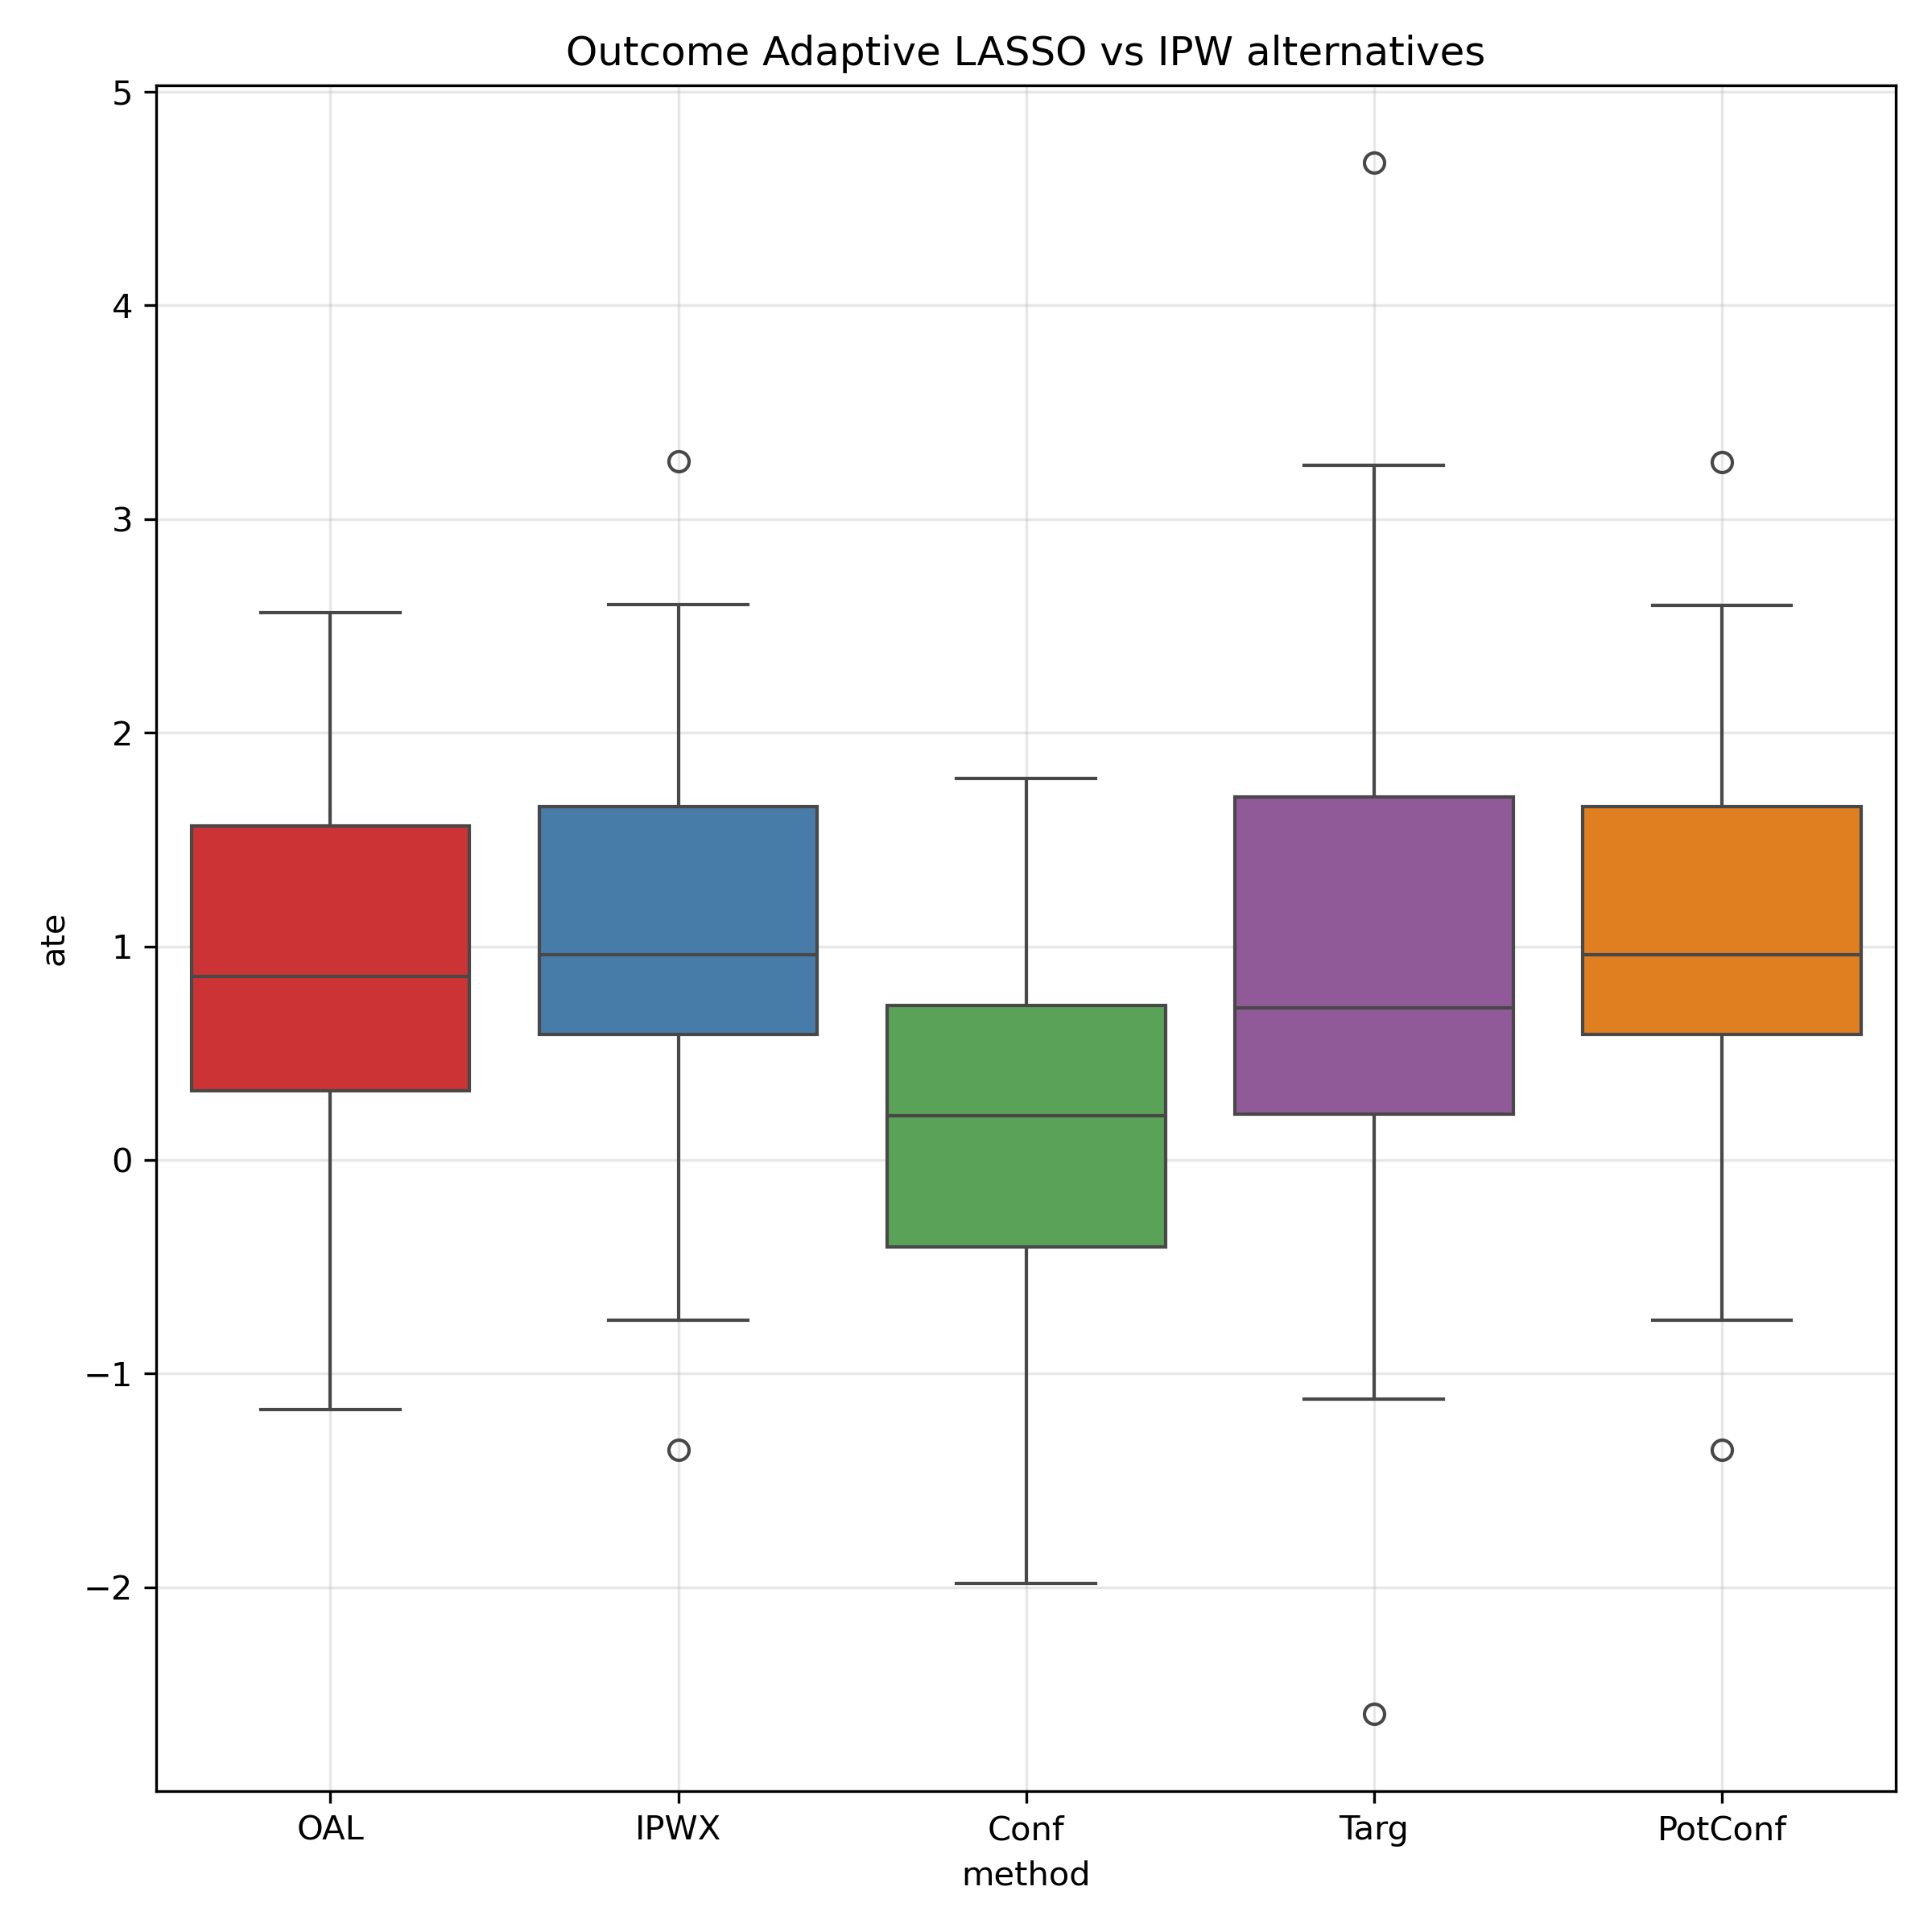 Outcome Adaptive LASSO vs IPW alternatives
5
4
3
2
1
0
−1
−2
ate
OAL IPWX Conf Targ PotConf
method